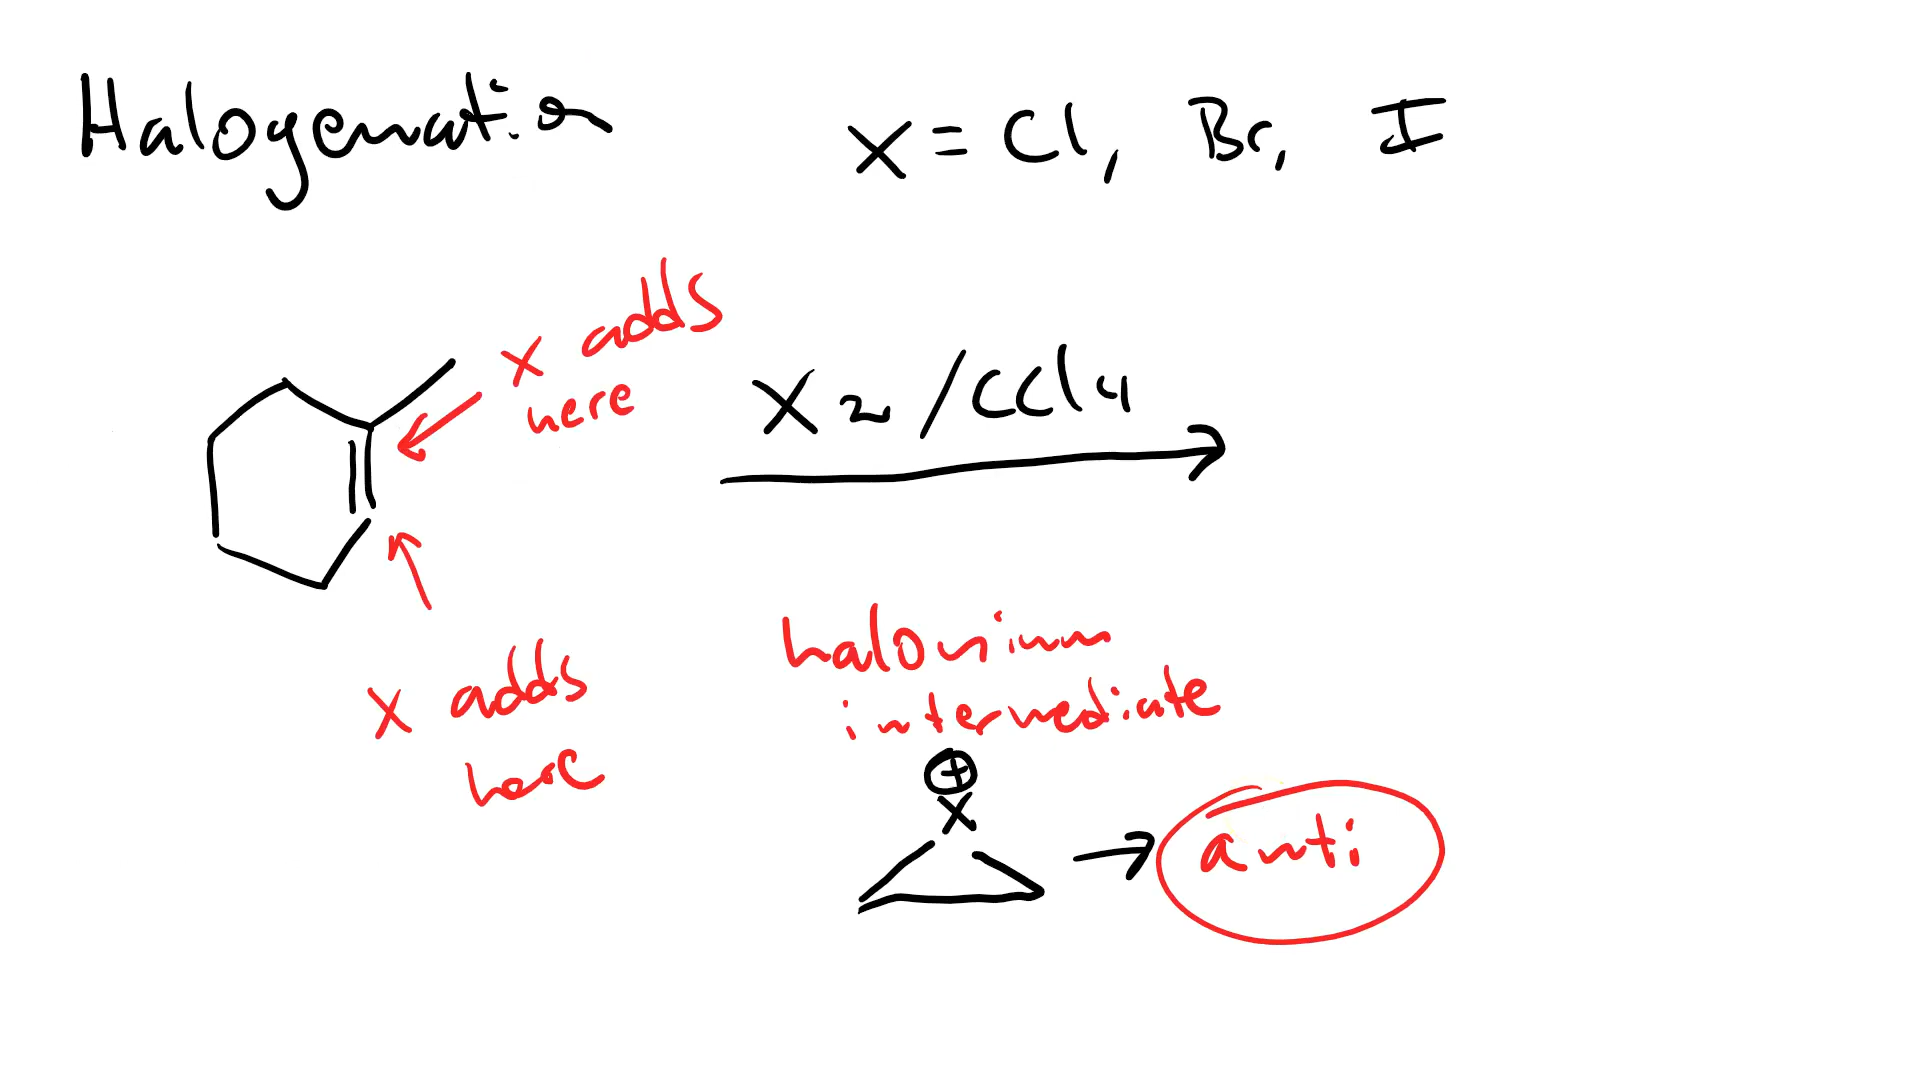 Halogenation
X = Cl, Br, I
X adds
here
X2/CCl4
X adds
here
halonium
intermediate
⊕
X
anti